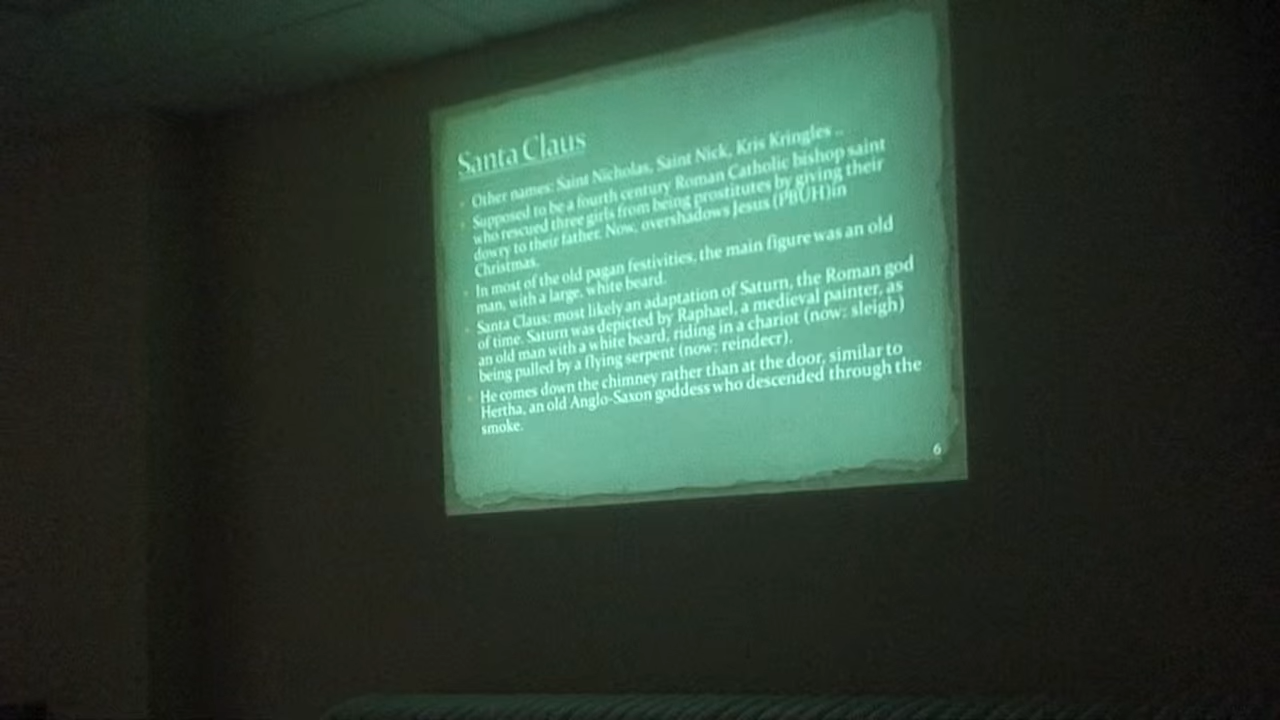 Santa Claus
Other names: Saint Nicholas, Saint Nick, Kris Kringles ..
Supposed to be a fourth century Roman Catholic bishop saint
who rescued three girls from being prostitutes by giving their
dowry to their father. Now, overshadows Jesus (PBUH)in
Christmas.
In most of the old pagan festivities, the main figure was an old
man, with a large, white beard.
Santa Claus: most likely an adaptation of Saturn, the Roman god
of time. Saturn was depicted by Raphael, a medieval painter, as
an old man with a white beard, riding in a chariot (now: sleigh)
being pulled by a flying serpent (now: reindeer).
He comes down the chimney rather than at the door, similar to
Hertha, an old Anglo-Saxon goddess who descended through the
smoke.
6